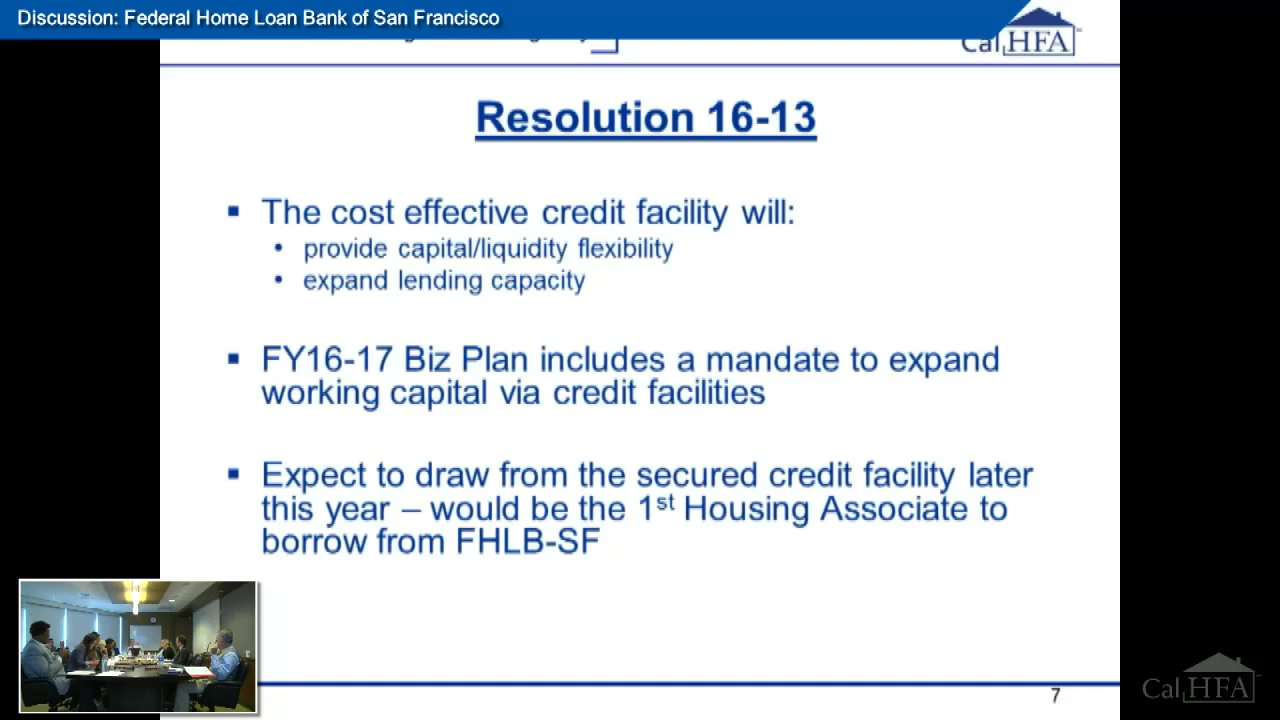 Discussion: Federal Home Loan Bank of San Francisco
CalHFA
Resolution 16-13
▪ The cost effective credit facility will:
• provide capital/liquidity flexibility
• expand lending capacity
▪ FY16-17 Biz Plan includes a mandate to expand
working capital via credit facilities
▪ Expect to draw from the secured credit facility later
this year – would be the 1st Housing Associate to
borrow from FHLB-SF
7
CalHFA